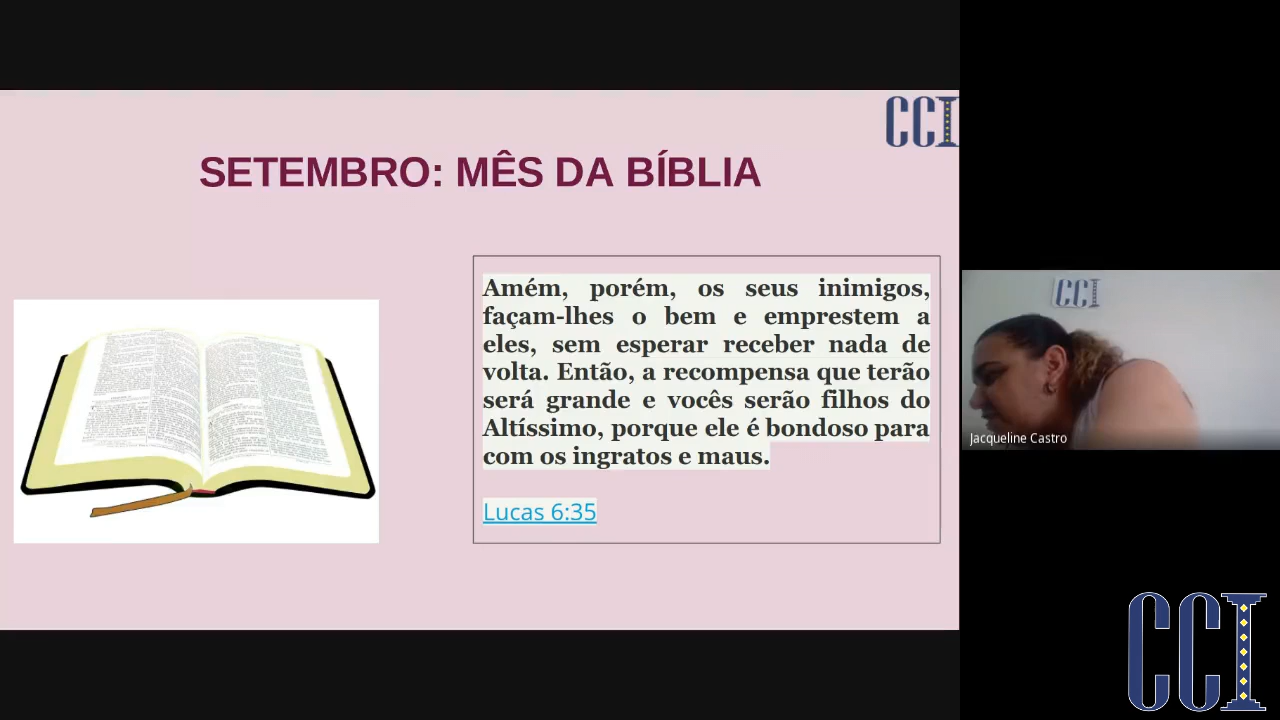 CCI
SETEMBRO: MÊS DA BÍBLIA
Amém, porém, os seus inimigos,
façam-lhes o bem e emprestem a
eles, sem esperar receber nada de
volta. Então, a recompensa que terão
será grande e vocês serão filhos do
Altíssimo, porque ele é bondoso para
com os ingratos e maus.
Lucas 6:35
CCI
Jacqueline Castro
CCI